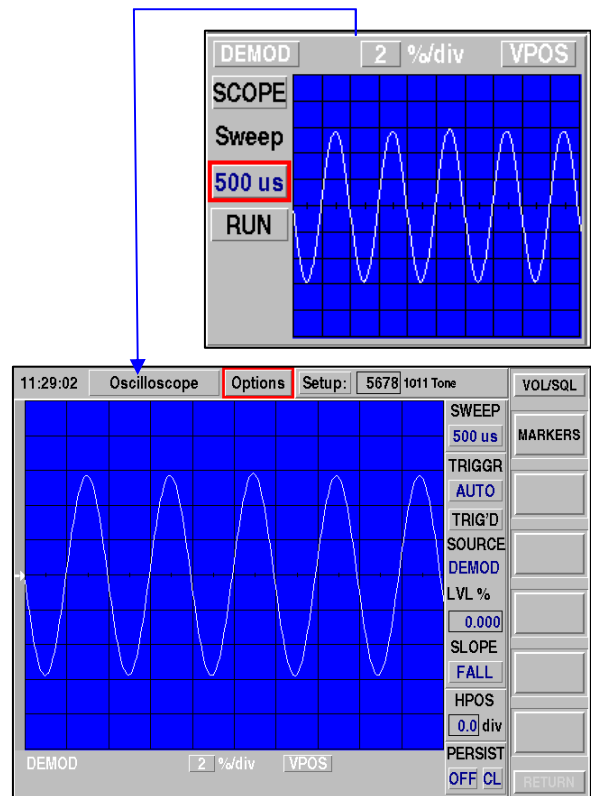 DEMOD 2 %/div VPOS
SCOPE
Sweep
500 us
RUN
11:29:02 Oscilloscope Options Setup: 5678 1011 Tone VOL/SQL
SWEEP
500 us
MARKERS
TRIGGR
AUTO
TRIG'D
SOURCE
DEMOD
LVL %
0.000
SLOPE
FALL
HPOS
0.0 div
PERSIST
OFF CL
DEMOD 2 %/div VPOS
RETURN